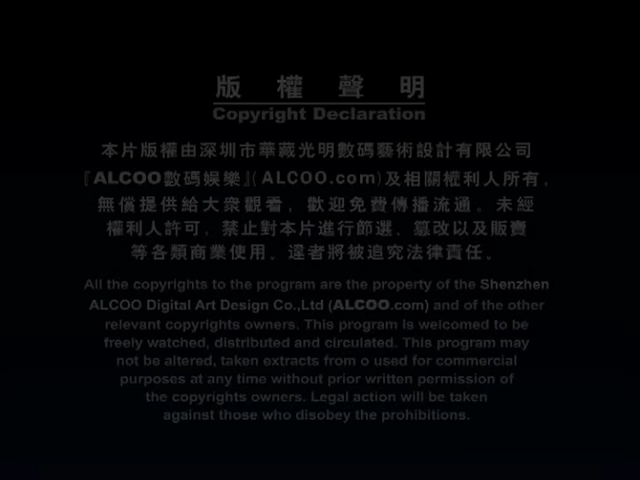 版權聲明
Copyright Declaration
本片版權由深圳市華藏光明數碼藝術設計有限公司
『ALCOO數碼娛樂』(ALCOO.com)及相關權利人所有，
無償提供給大衆觀看，歡迎免費傳播流通。未經
權利人許可，禁止對本片進行節選、篡改以及販賣
等各類商業使用。違者將被追究法律責任。
All the copyrights to the program are the property of the Shenzhen
ALCOO Digital Art Design Co.,Ltd (ALCOO.com) and of the other
relevant copyrights owners. This program is welcomed to be
freely watched, distributed and circulated. This program may
not be altered, taken extracts from o used for commercial
purposes at any time without prior written permission of
the copyrights owners. Legal action will be taken
against those who disobey the prohibitions.